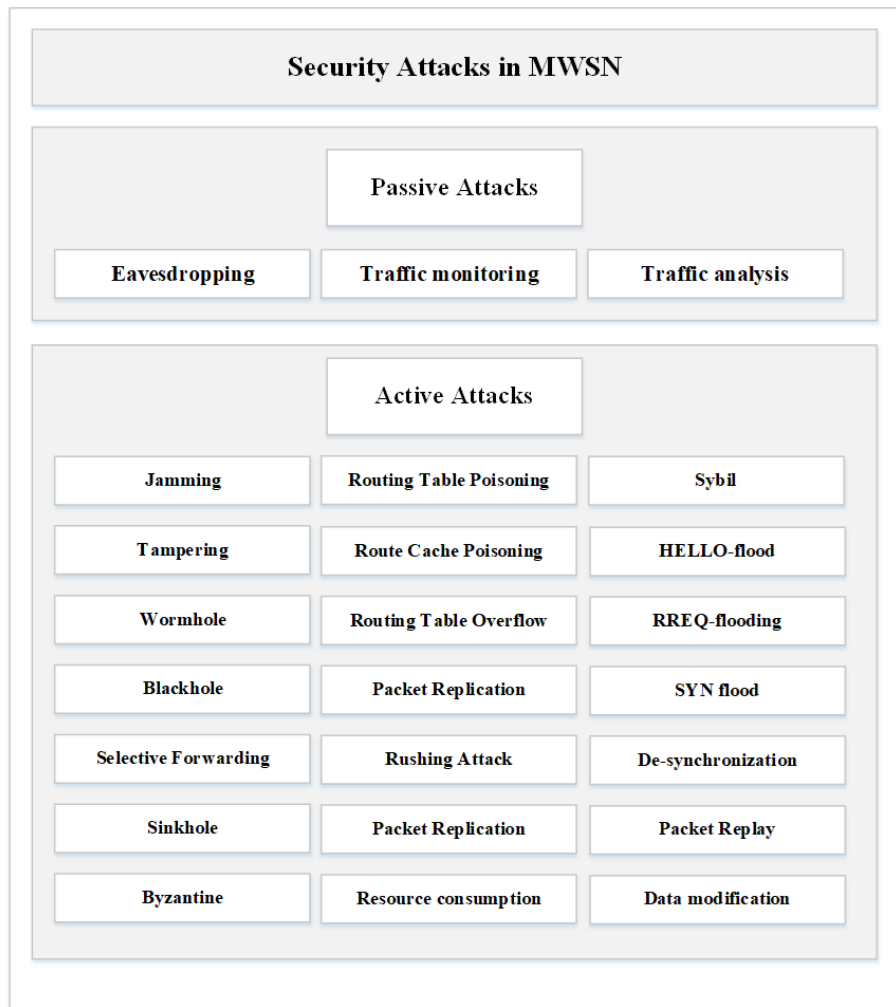 Security Attacks in MWSN
Passive Attacks
Eavesdropping
Traffic monitoring
Traffic analysis
Active Attacks
Jamming
Routing Table Poisoning
Sybil
Tampering
Route Cache Poisoning
HELLO-flood
Wormhole
Routing Table Overflow
RREQ-flooding
Blackhole
Packet Replication
SYN flood
Selective Forwarding
Rushing Attack
De-synchronization
Sinkhole
Packet Replication
Packet Replay
Byzantine
Resource consumption
Data modification